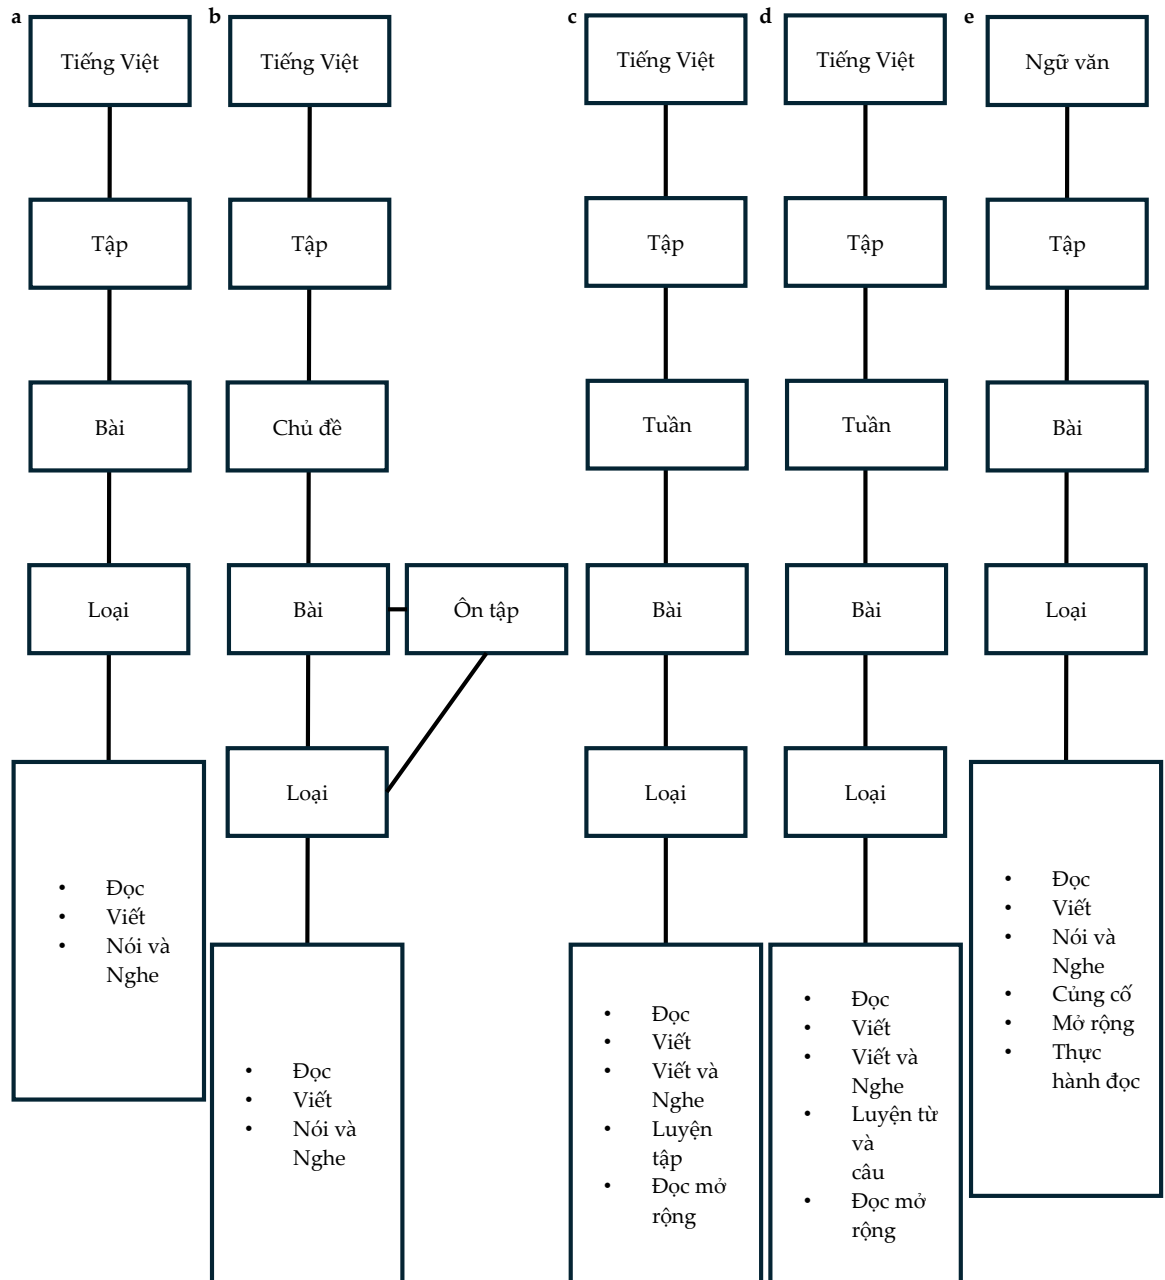 a
Tiếng Việt
Tập
Bài
Loại
• Đọc
• Viết
• Nói và
Nghe
b
Tiếng Việt
Tập
Chủ đề
Bài
Ôn tập
Loại
• Đọc
• Viết
• Nói và
Nghe
c
Tiếng Việt
Tập
Tuần
Bài
Loại
• Đọc
• Viết
• Viết và
Nghe
• Luyện
tập
• Đọc mở
rộng
d
Tiếng Việt
Tập
Tuần
Bài
Loại
• Đọc
• Viết
• Viết và
Nghe
• Luyện từ
và
câu
• Đọc mở
rộng
e
Ngữ văn
Tập
Bài
Loại
• Đọc
• Viết
• Nói và
Nghe
• Củng cố
• Mở rộng
• Thực
hành đọc